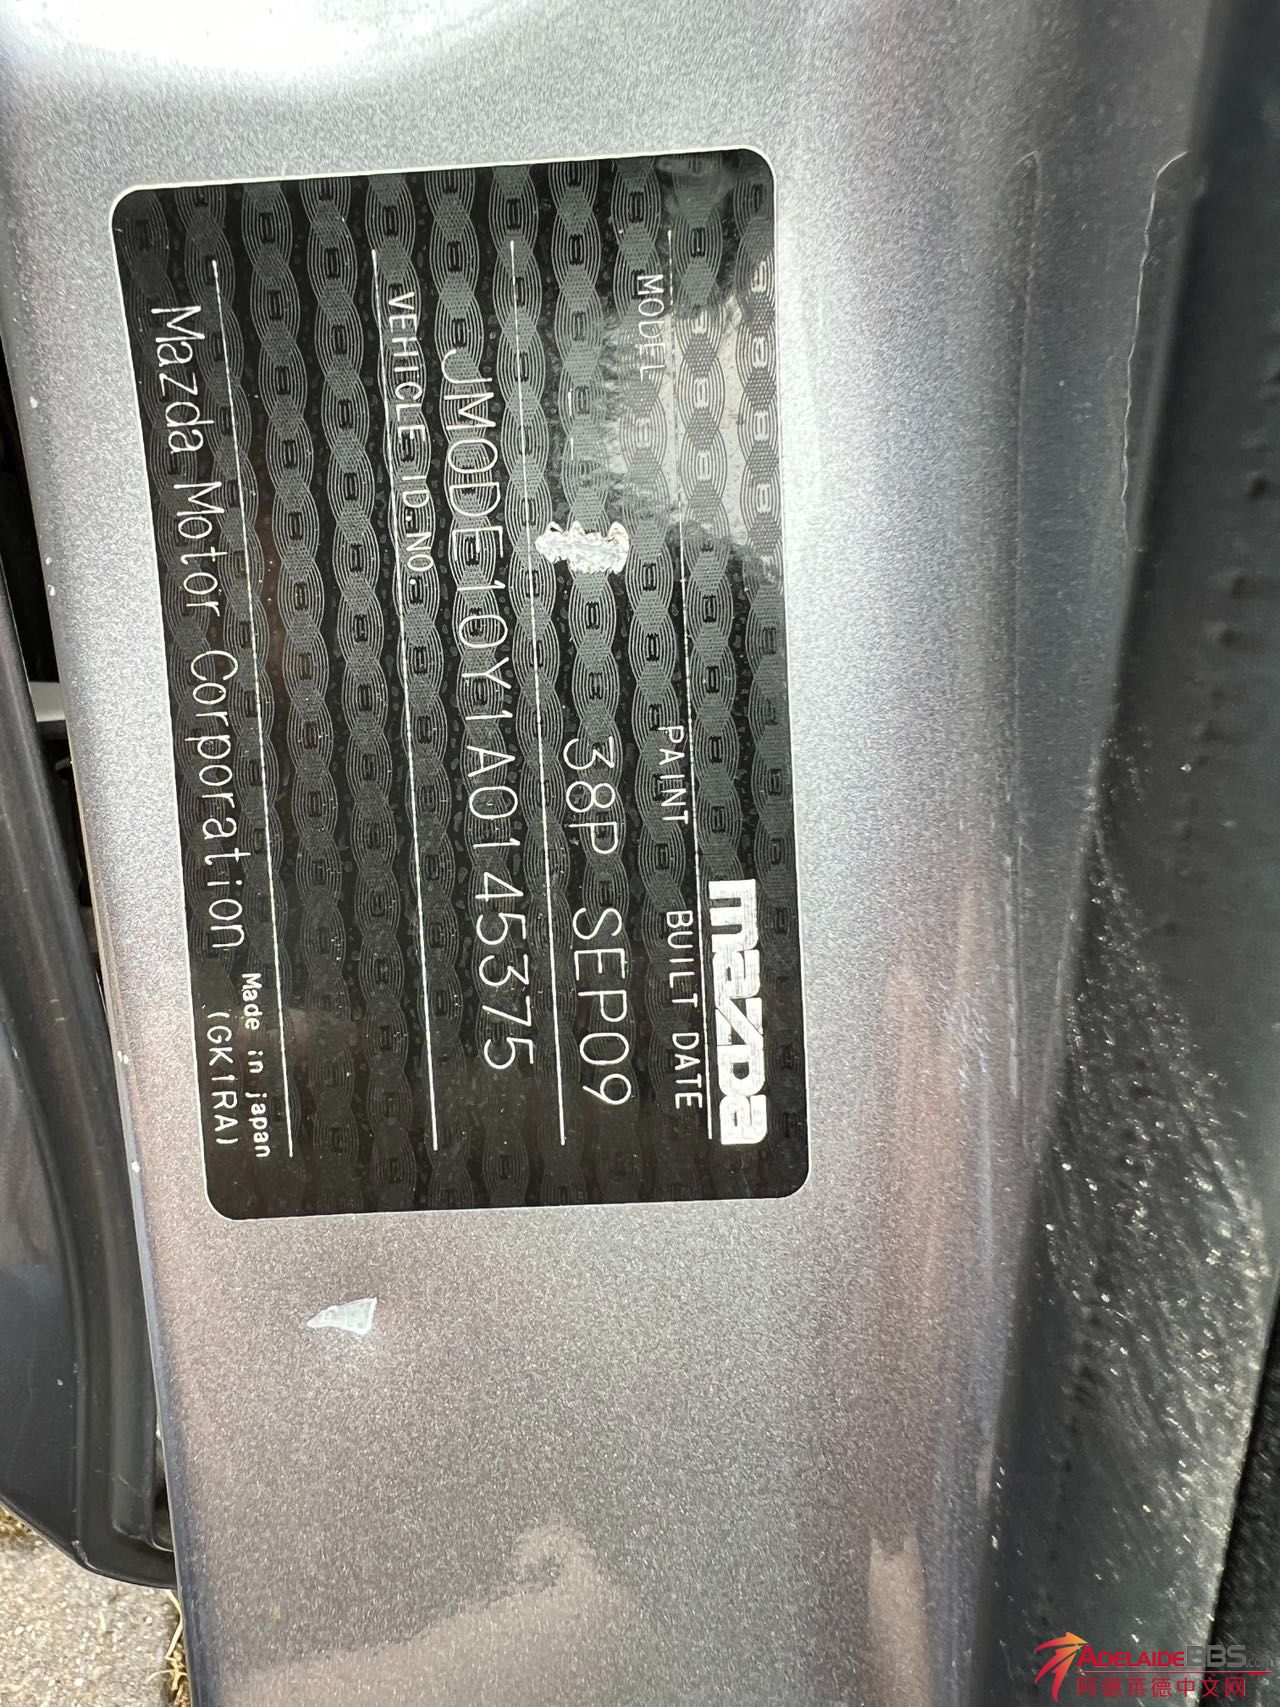 mazda
MODEL PAINT BUILT DATE
38P SEP09
JM0DE10Y1A0145375
VEHICLE ID.NO.
Mazda Motor Corporation Made in japan (GK1RA)
ADELAIDEBBS.com
阿德莱德中文网